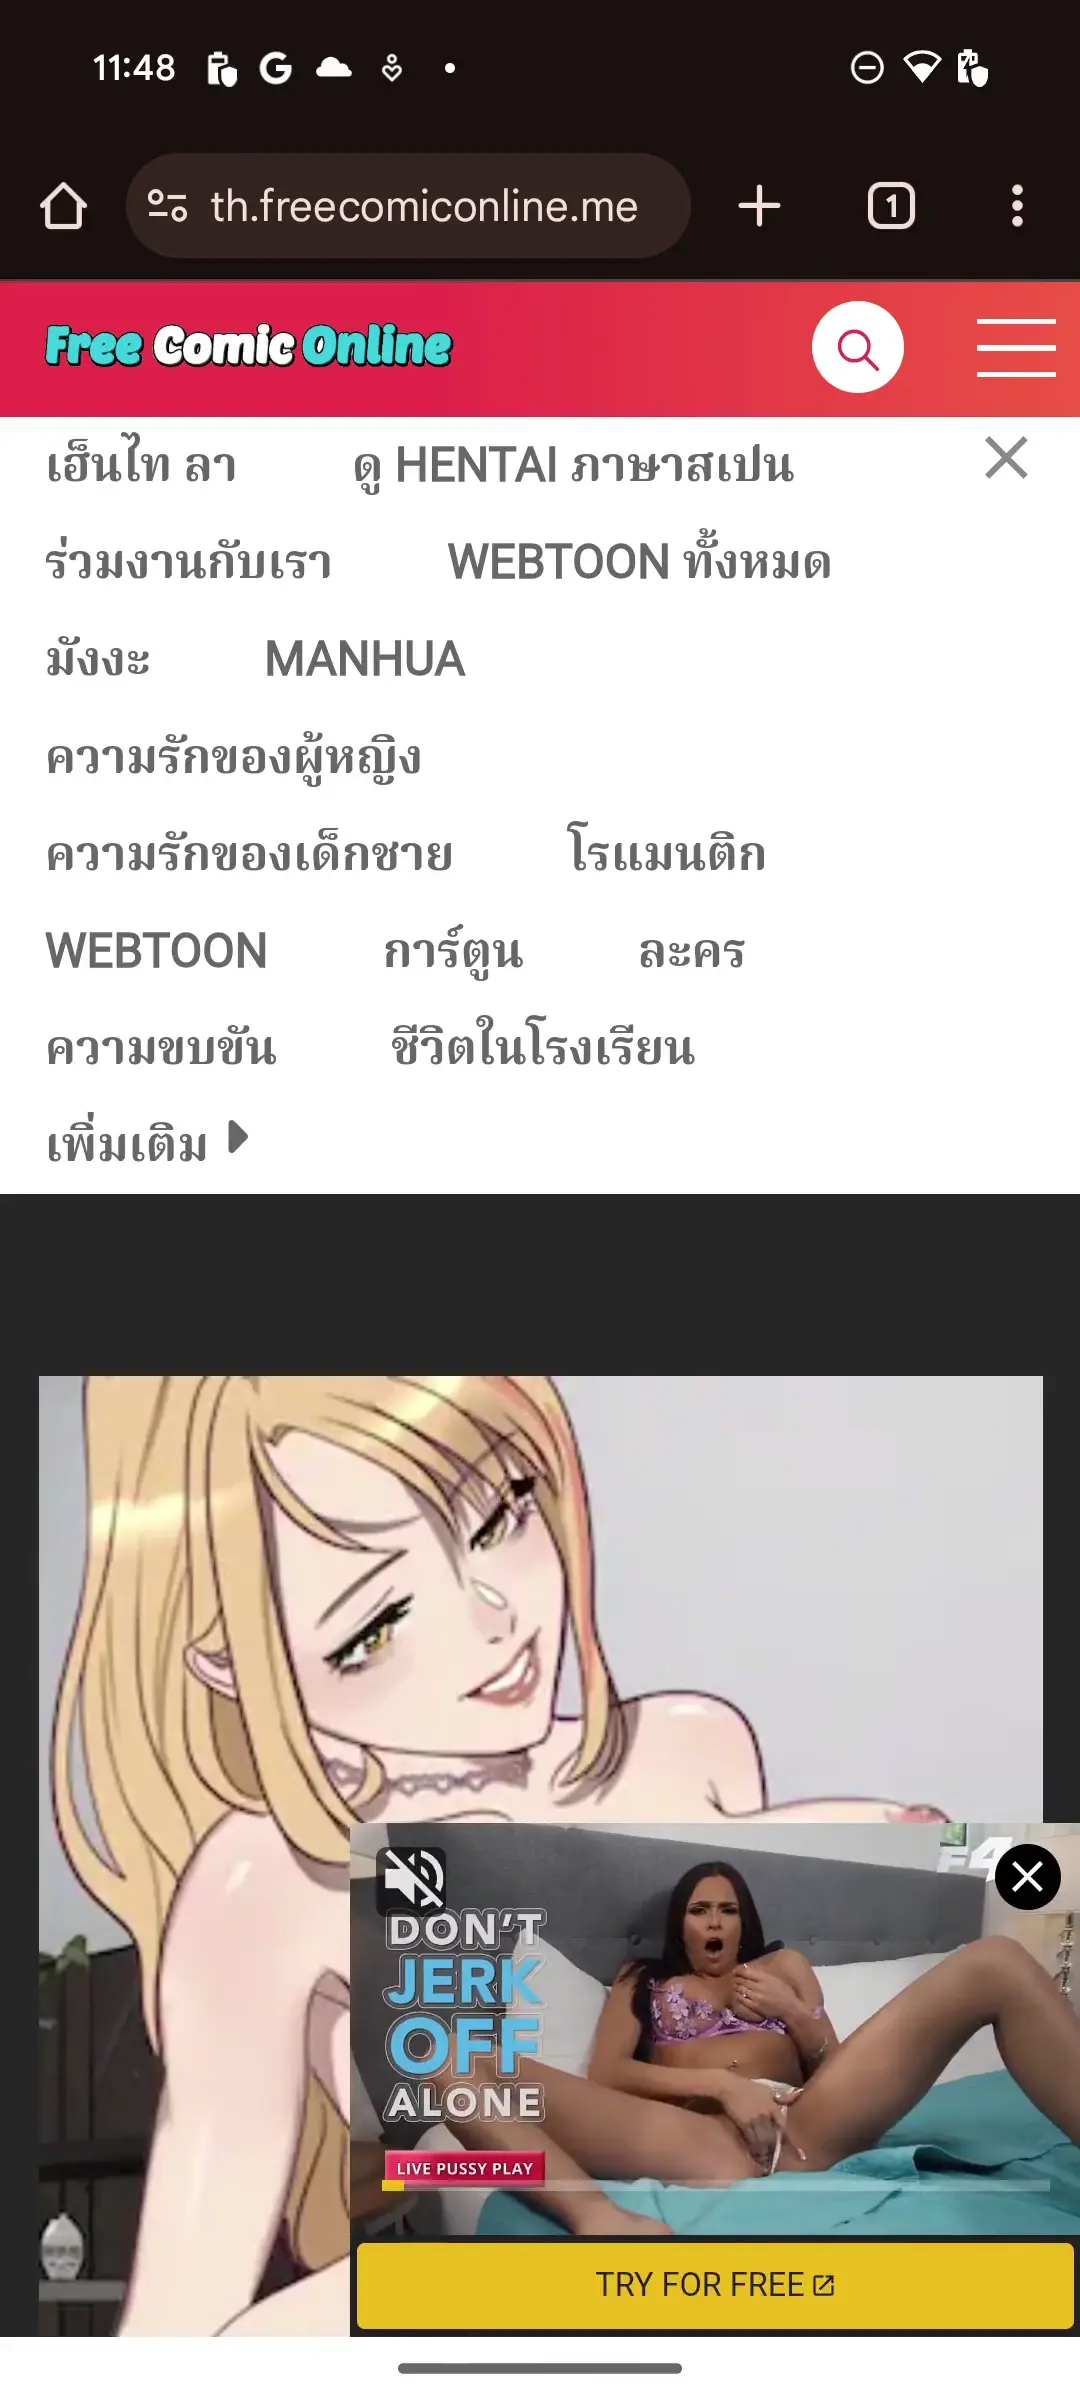 11:48
th.freecomiconline.me
1
Free Comic Online
เฮ็นไท ลา ดู HENTAI ภาษาสเปน
ร่วมงานกับเรา WEBTOON ทั้งหมด
มังงะ MANHUA
ความรักของผู้หญิง
ความรักของเด็กชาย โรแมนติก
WEBTOON การ์ตูน ละคร
ความขบขัน ชีวิตในโรงเรียน
เพิ่มเติม
DON'T
JERK
OFF
ALONE
LIVE PUSSY PLAY
TRY FOR FREE